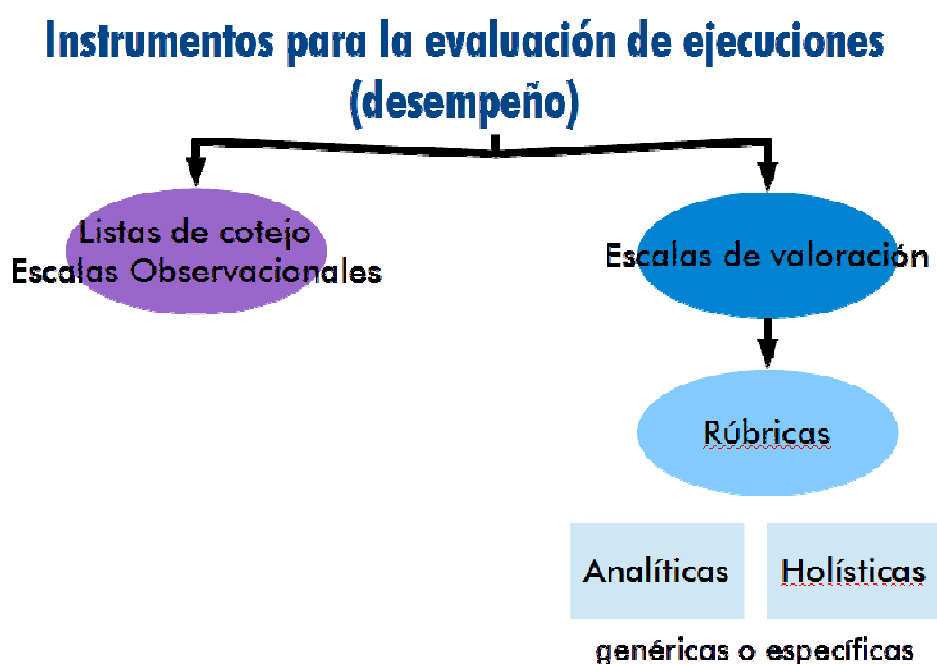 Instrumentos para la evaluación de ejecuciones
(desempeño)
Listas de cotejo
Escalas Observacionales
Escalas de valoración
Rúbricas
Analíticas
Holísticas
genéricas o específicas